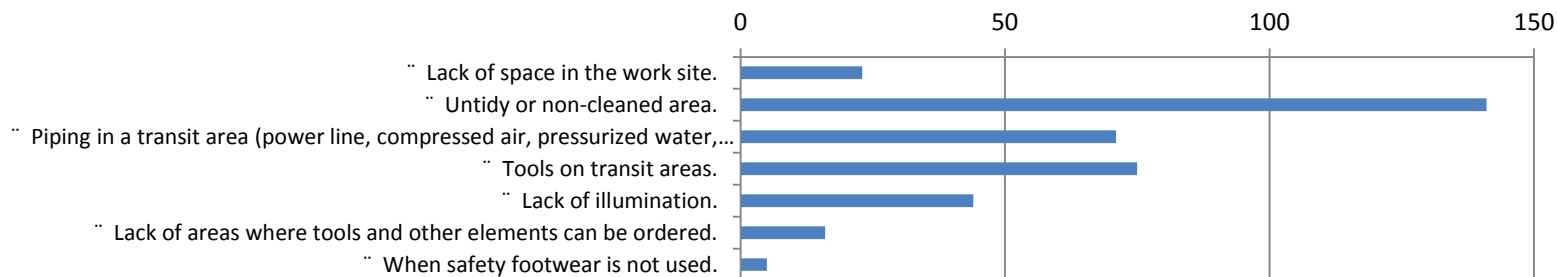 0 50 100 150
¨ Lack of space in the work site.
¨ Untidy or non-cleaned area.
¨ Piping in a transit area (power line, compressed air, pressurized water,…
¨ Tools on transit areas.
¨ Lack of illumination.
¨ Lack of areas where tools and other elements can be ordered.
¨ When safety footwear is not used.